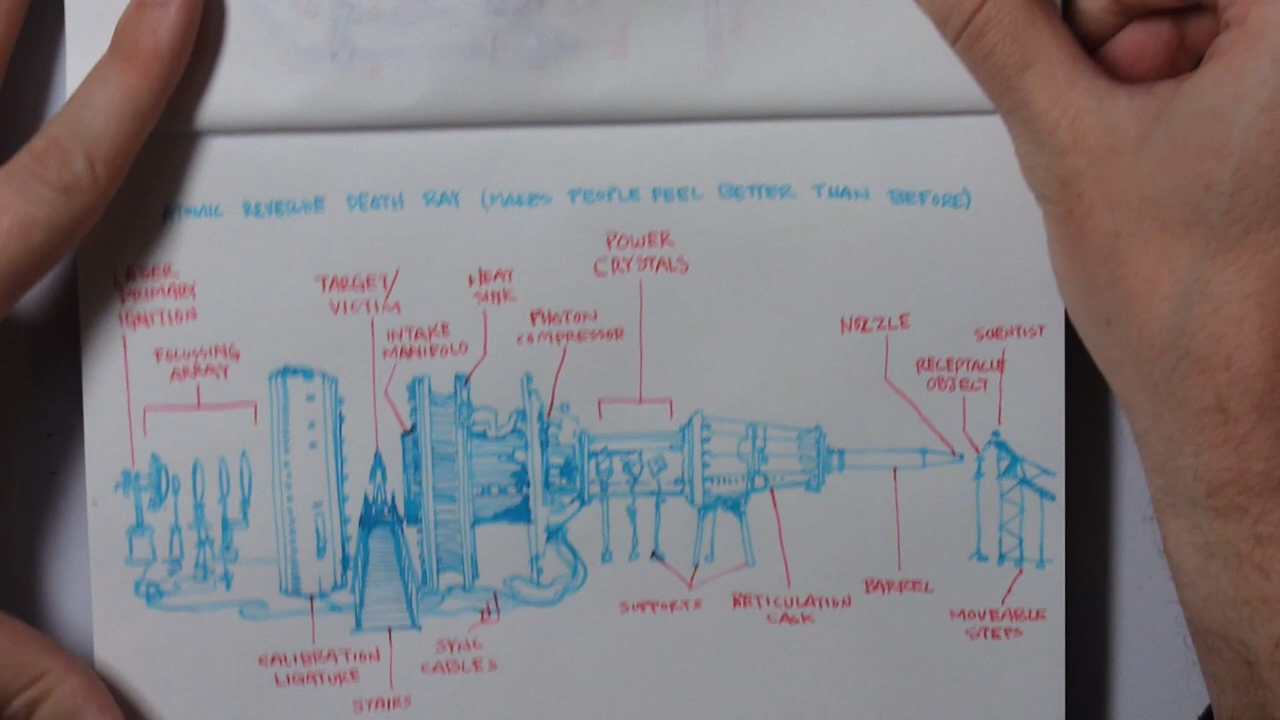 ATOMIC REVERSE DEATH RAY (MAKES PEOPLE FEEL BETTER THAN BEFORE)
LASER
PRIMARY
IGNITION
FOCUSSING
ARRAY
TARGET/
VICTIM
INTAKE
MANIFOLD
HEAT
SINK
PHOTON
COMPRESSOR
POWER
CRYSTALS
NOZZLE
RECEPTACLE
OBJECT
SCIENTIST
CALIBRATION
LIGATURE
STAIRS
SYNC
CABLES
SUPPORTS
RETICULATION
CASK
BARREL
MOVEABLE
STEPS